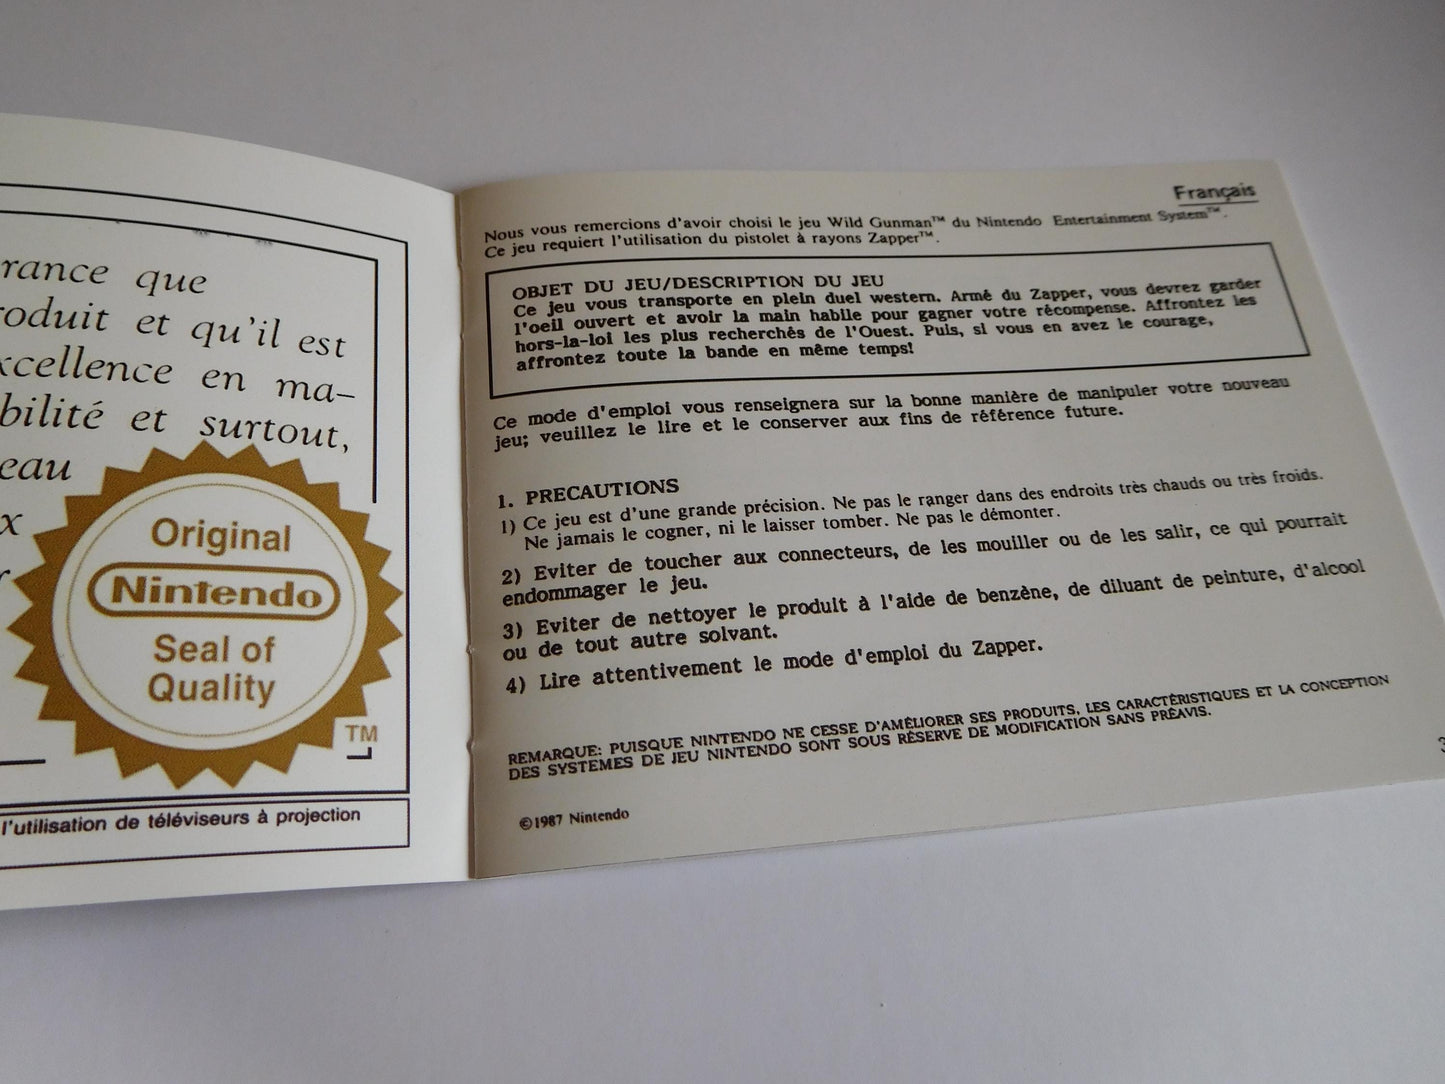 rance que
roduit et qu'il est
xcellence en ma-
bilité et surtout,
eau
x
r
Original
Nintendo
Seal of
Quality
TM
l'utilisation de téléviseurs à projection
Français
Nous vous remercions d'avoir choisi le jeu Wild Gunman™ du Nintendo Entertainment System™.
Ce jeu requiert l'utilisation du pistolet à rayons Zapper™.
OBJET DU JEU/DESCRIPTION DU JEU
Ce jeu vous transporte en plein duel western. Armé du Zapper, vous devrez garder
l'oeil ouvert et avoir la main habile pour gagner votre récompense. Affrontez les
hors-la-loi les plus recherchés de l'Ouest. Puis, si vous en avez le courage,
affrontez toute la bande en même temps!
Ce mode d'emploi vous renseignera sur la bonne manière de manipuler votre nouveau
jeu; veuillez le lire et le conserver aux fins de référence future.
1. PRECAUTIONS
1) Ce jeu est d'une grande précision. Ne pas le ranger dans des endroits très chauds ou très froids.
Ne jamais le cogner, ni le laisser tomber. Ne pas le démonter.
2) Eviter de toucher aux connecteurs, de les mouiller ou de les salir, ce qui pourrait
endommager le jeu.
3) Eviter de nettoyer le produit à l'aide de benzène, de diluant de peinture, d'alcool
ou de tout autre solvant.
4) Lire attentivement le mode d'emploi du Zapper.
REMARQUE: PUISQUE NINTENDO NE CESSE D'AMÉLIORER SES PRODUITS, LES CARACTÉRISTIQUES ET LA CONCEPTION
DES SYSTEMES DE JEU NINTENDO SONT SOUS RÉSERVE DE MODIFICATION SANS PRÉAVIS.
©1987 Nintendo